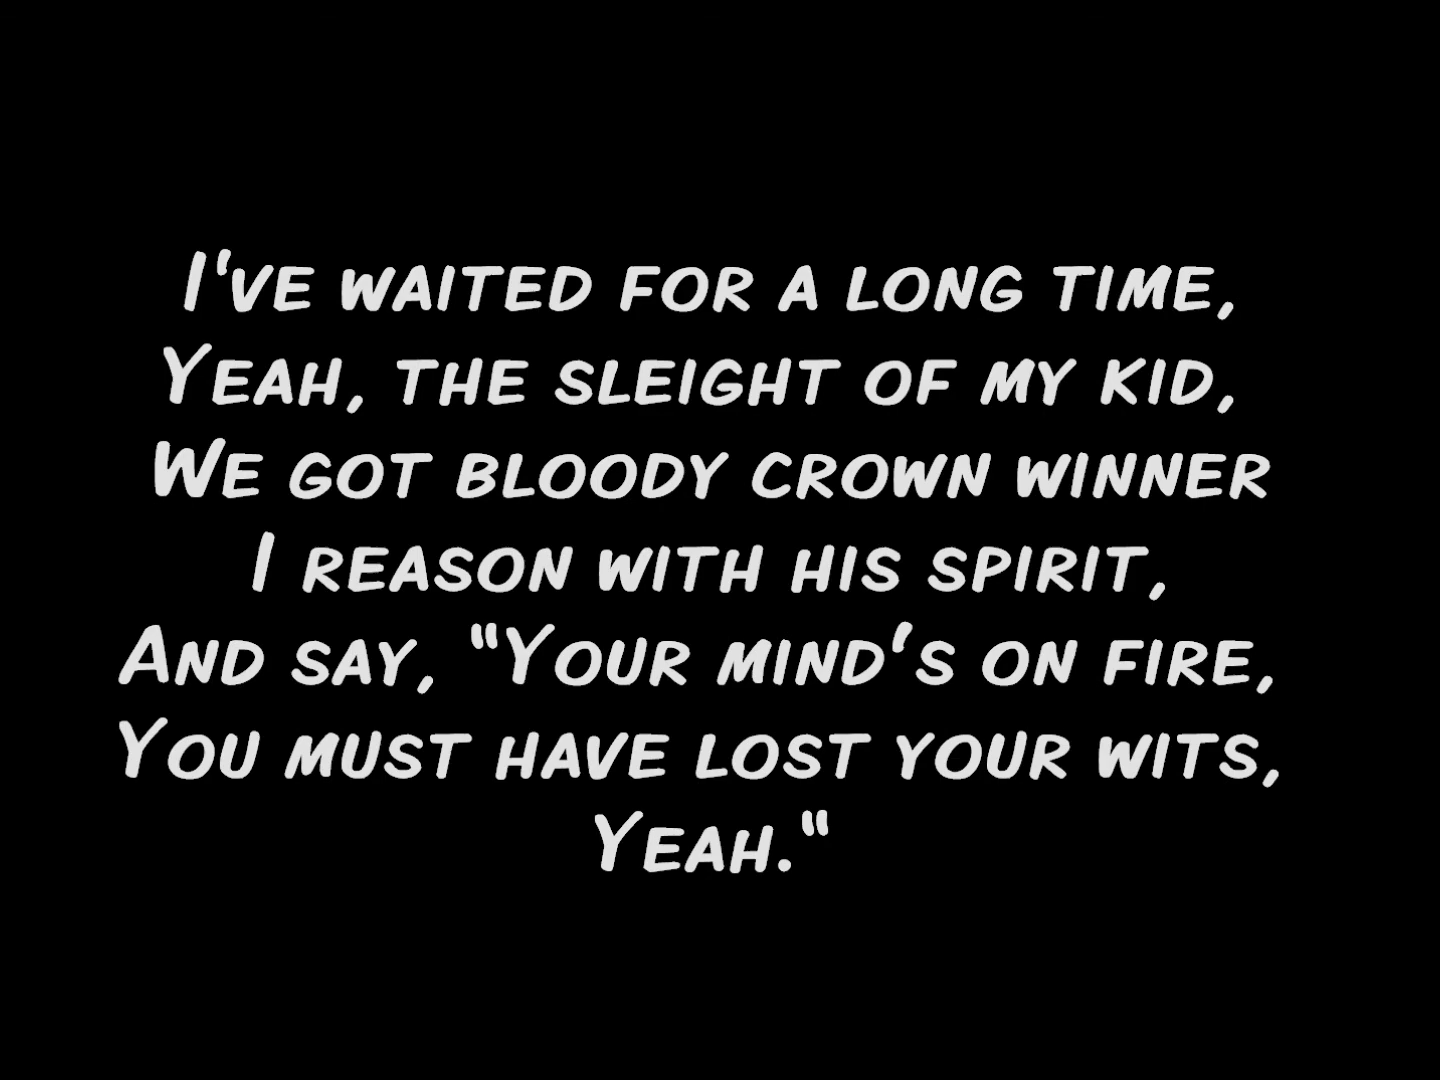 I've waited for a long time,
Yeah, the sleight of my kid,
We got bloody crown winner
I reason with his spirit,
And say, "Your mind's on fire,
You must have lost your wits,
Yeah."